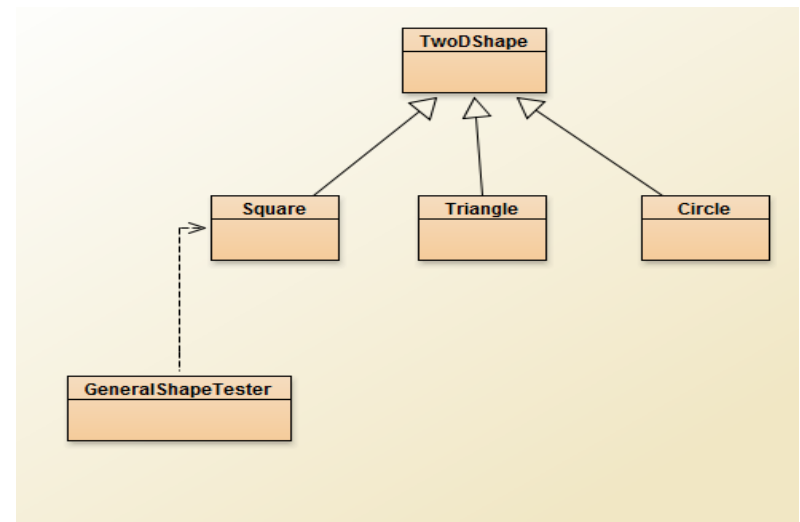 TwoDShape
Square
Triangle
Circle
GeneralShapeTester